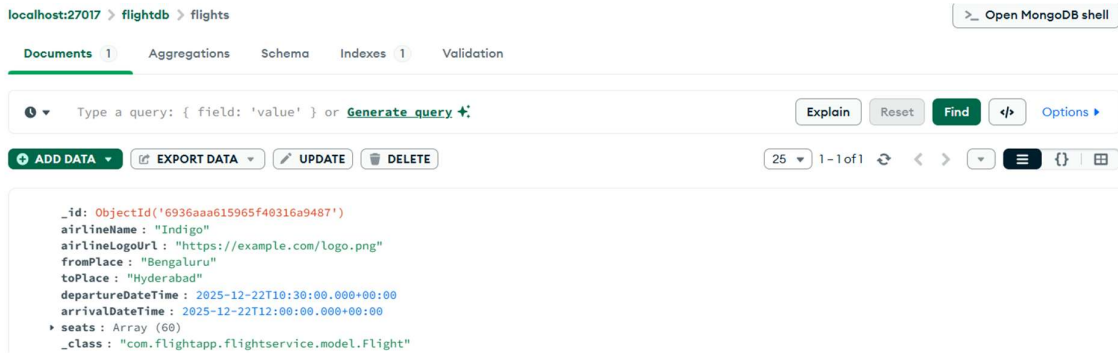 localhost:27017 > flightdb > flights
>_ Open MongoDB shell
Documents 1 Aggregations Schema Indexes 1 Validation
Type a query: { field: 'value' } or Generate query
Explain Reset Find </> Options
ADD DATA EXPORT DATA UPDATE DELETE
25 1 – 1 of 1 {}
_id: ObjectId('6936aaa615965f40316a9487')
airlineName : "Indigo"
airlineLogoUrl : "https://example.com/logo.png"
fromPlace : "Bengaluru"
toPlace : "Hyderabad"
departureDateTime : 2025-12-22T10:30:00.000+00:00
arrivalDateTime : 2025-12-22T12:00:00.000+00:00
seats : Array (60)
_class : "com.flightapp.flightservice.model.Flight"